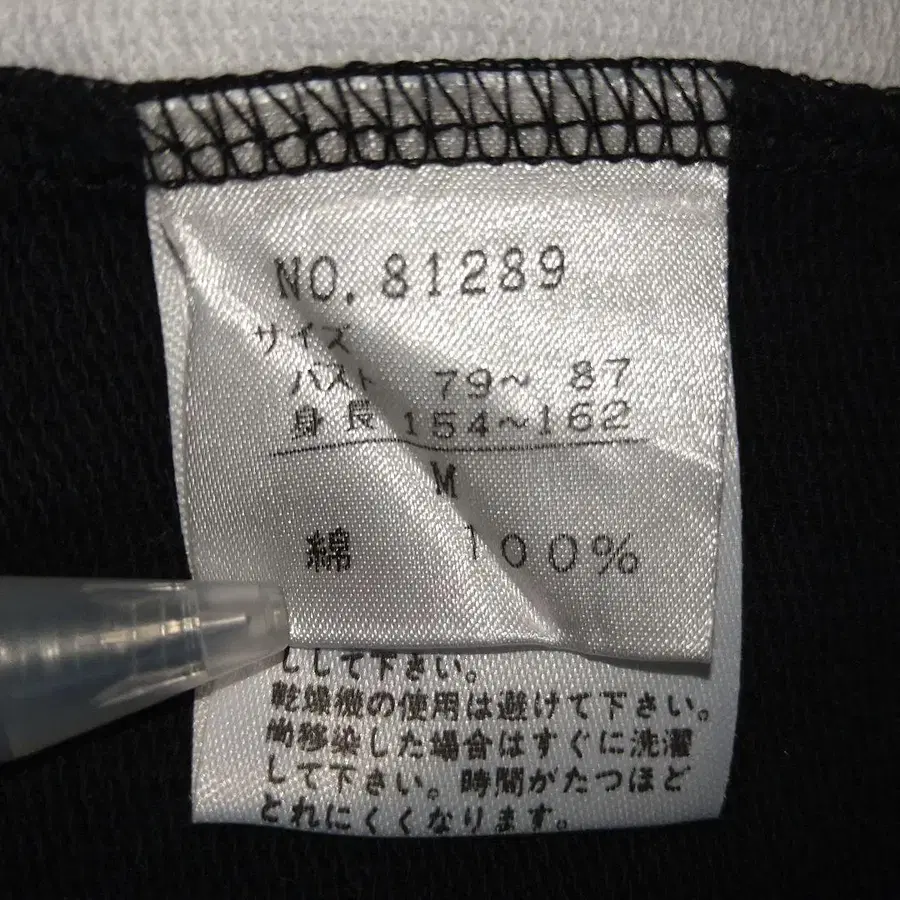 NO. 81289
サイズ
バスト 79~ 87
身長 154~162
M
綿 100%
して下さい。
乾燥機の使用は避けて下さい。
尚移染した場合はすぐに洗濯
して下さい。時間がたつほど
とれにくくなります。